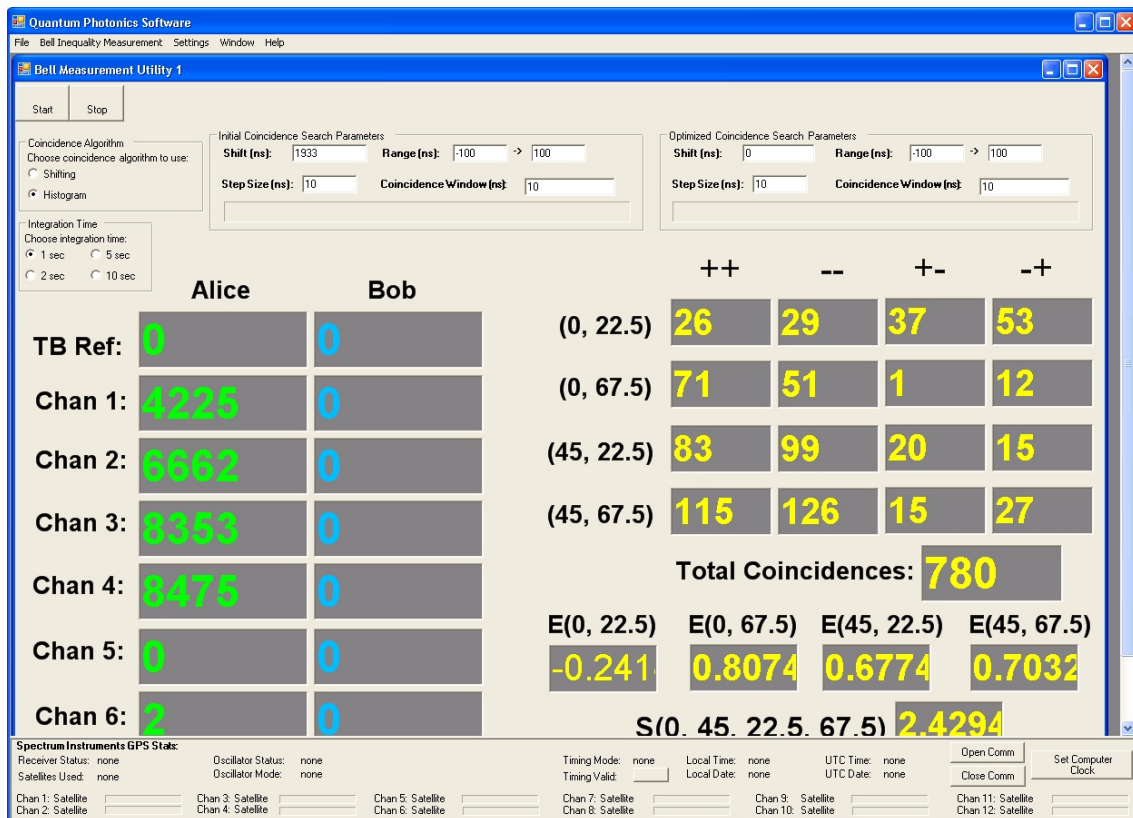 Quantum Photonics Software
File Bell Inequality Measurement Settings Window Help
Bell Measurement Utility 1
Start Stop
Coincidence Algorithm
Choose coincidence algorithm to use:
Shifting
Histogram
Initial Coincidence Search Parameters
Shift (ns): 1933 Range (ns): -100 -> 100
Step Size (ns): 10 Coincidence Window (ns): 10
Optimized Coincidence Search Parameters
Shift (ns): 0 Range (ns): -100 -> 100
Step Size (ns): 10 Coincidence Window (ns): 10
Integration Time
Choose integration time:
1 sec 5 sec
2 sec 10 sec
Alice Bob
TB Ref: 0 0
Chan 1: 4225 0
Chan 2: 6662 0
Chan 3: 8353 0
Chan 4: 8475 0
Chan 5: 0 0
Chan 6: 2 0
++ -- +- -+
(0, 22.5) 26 29 37 53
(0, 67.5) 71 51 1 12
(45, 22.5) 83 99 20 15
(45, 67.5) 115 126 15 27
Total Coincidences: 780
E(0, 22.5) E(0, 67.5) E(45, 22.5) E(45, 67.5)
-0.241 0.8074 0.6774 0.7032
S(0, 45, 22.5, 67.5) 2.4294
Spectrum Instruments GPS Stats:
Receiver Status: none Oscillator Status: none Timing Mode: none Local Time: none UTC Time: none
Satellites Used: none Oscillator Mode: none Timing Valid: Local Date: none UTC Date: none
Open Comm
Close Comm
Set Computer
Clock
Chan 1: Satellite Chan 3: Satellite Chan 5: Satellite Chan 7: Satellite Chan 9: Satellite Chan 11: Satellite
Chan 2: Satellite Chan 4: Satellite Chan 6: Satellite Chan 8: Satellite Chan 10: Satellite Chan 12: Satellite